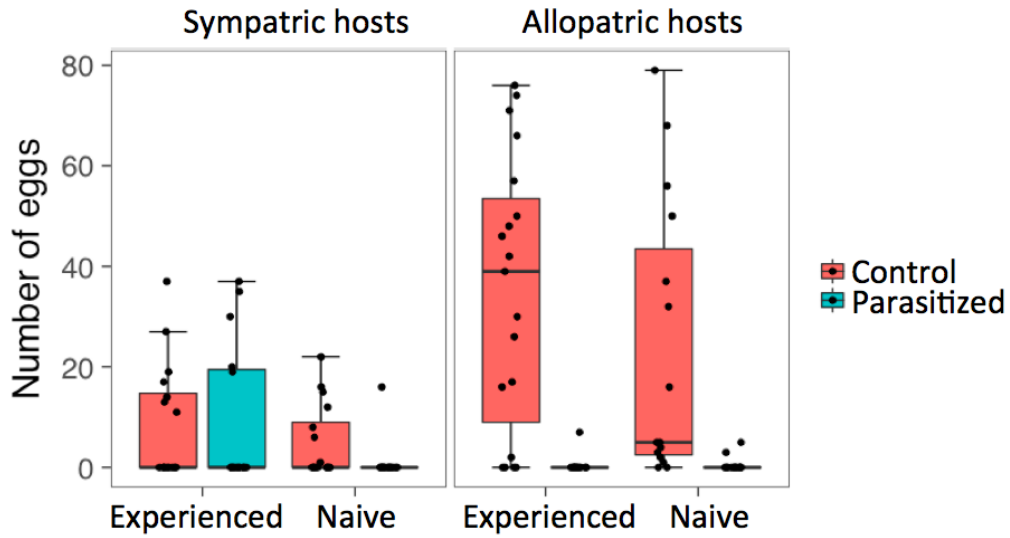 Sympatric hosts
Allopatric hosts
Number of eggs
80
60
40
20
0
Experienced
Naive
Experienced
Naive
Control
Parasitized